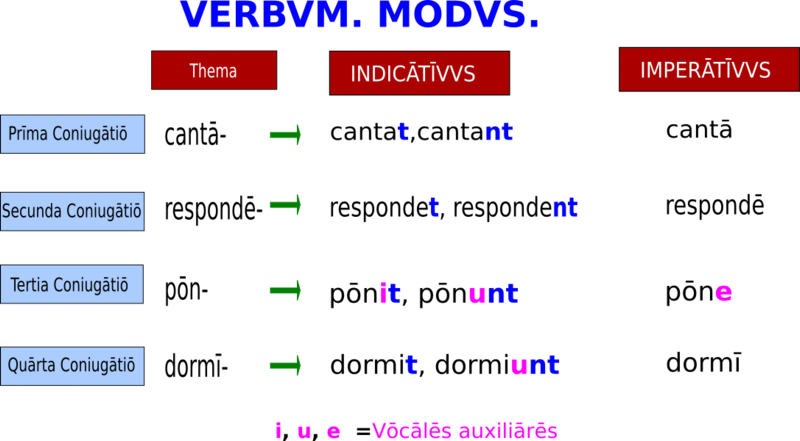 VERBVM. MODVS.
Thema INDICĀTĪVVS IMPERĀTĪVVS
Prīma Coniugātiō cantā- cantat,cantant cantā
Secunda Coniugātiō respondē- respondet, respondent respondē
Tertia Coniugātiō pōn- pōnit, pōnunt pōne
Quārta Coniugātiō dormī- dormit, dormiunt dormī
i, u, e =Vōcālēs auxiliārēs